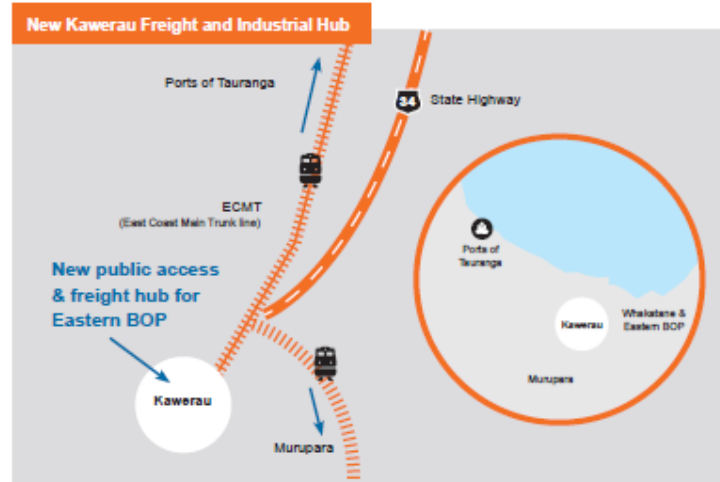 New Kawerau Freight and Industrial Hub
Ports of Tauranga
34 State Highway
ECMT
(East Coast Main Trunk line)
New public access
& freight hub for
Eastern BOP
Kawerau
Murupara
Ports of
Tauranga
Whakatane &
Eastern BOP
Kawerau
Murupara